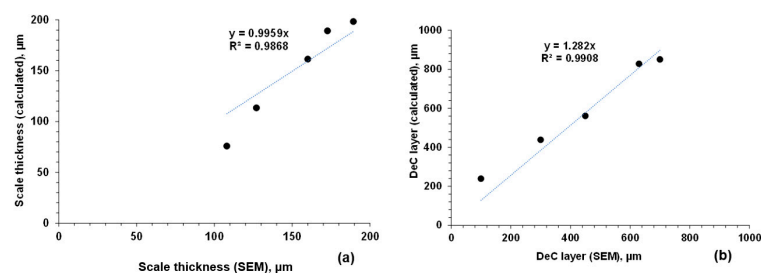 200
150
100
50
0
Scale thickness (calculated), µm
y = 0.9959x
R² = 0.9868
0 50 100 150 200
Scale thickness (SEM), µm
(a)
1000
800
600
400
200
0
DeC layer (calculated), µm
y = 1.282x
R² = 0.9908
0 200 400 600 800 1000
DeC layer (SEM), µm
(b)